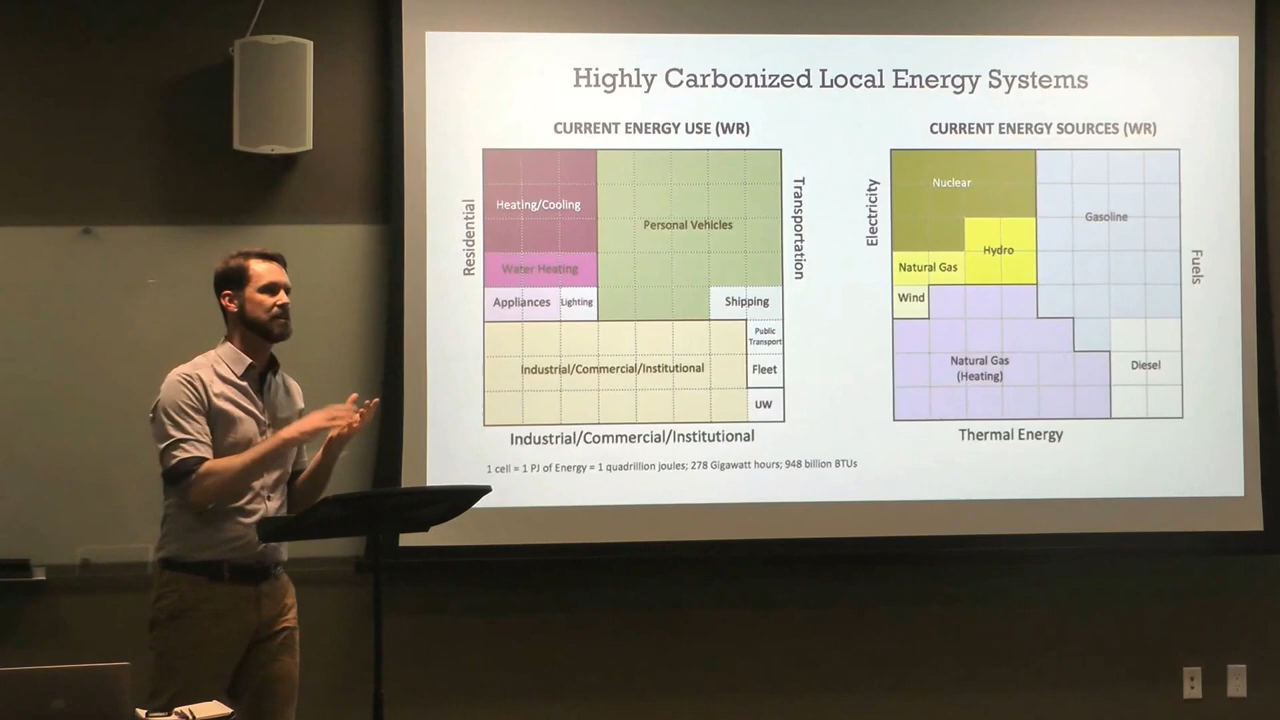 Highly Carbonized Local Energy Systems
CURRENT ENERGY USE (WR)
Residential
Heating/Cooling
Personal Vehicles
Transportation
Water Heating
Appliances
Lighting
Shipping
Public
Transport
Industrial/Commercial/Institutional
Fleet
UW
Industrial/Commercial/Institutional
CURRENT ENERGY SOURCES (WR)
Electricity
Nuclear
Gasoline
Hydro
Fuels
Natural Gas
Wind
Natural Gas
(Heating)
Diesel
Thermal Energy
1 cell = 1 PJ of Energy = 1 quadrillion joules; 278 Gigawatt hours; 948 billion BTUs